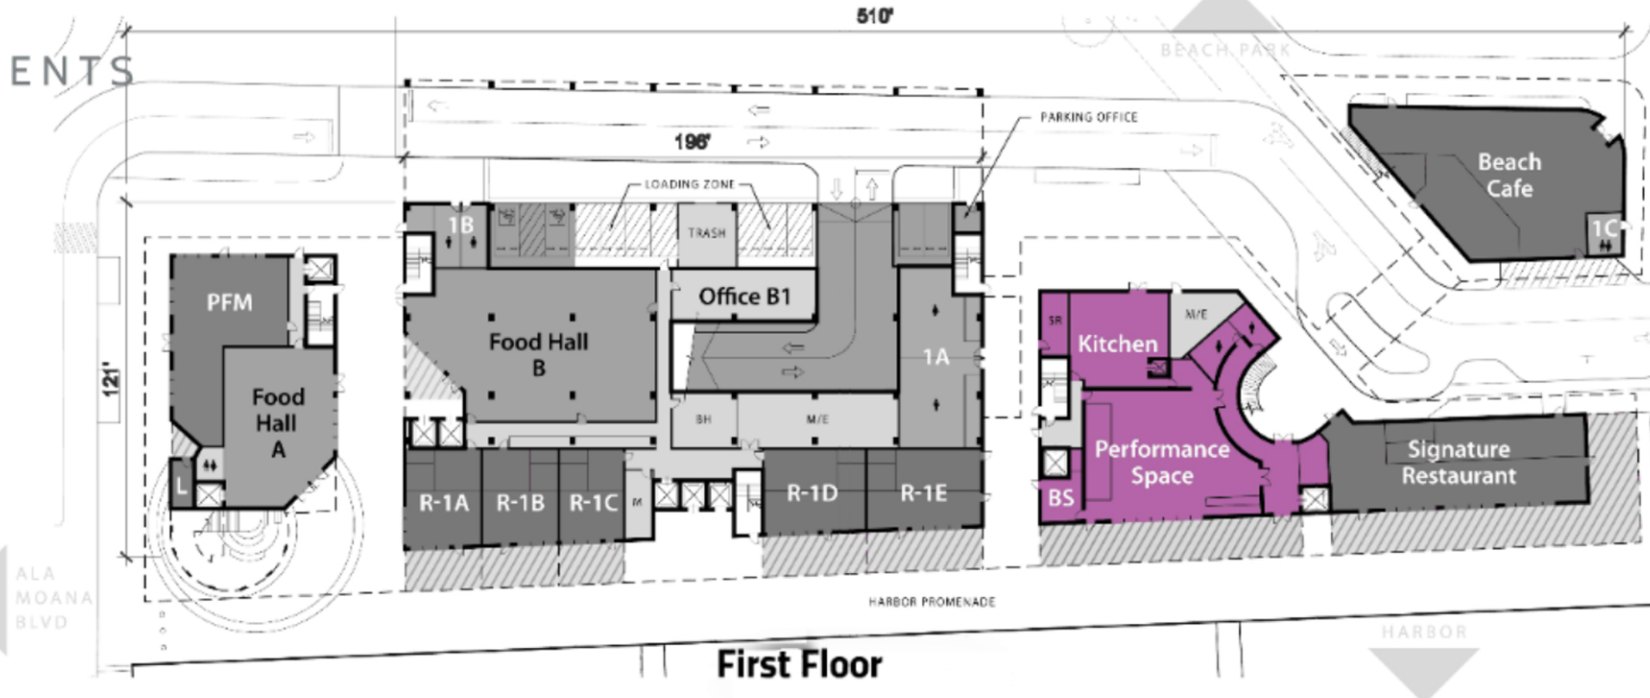 510'
BEACH PARK
ENTS
PARKING OFFICE
196'
Beach
Cafe
LOADING ZONE
1B
TRASH
1C
PFM
Office B1
SR
M/E
Kitchen
Food Hall
B
1A
121'
Food
Hall
A
BH
M/E
Performance
Space
Signature
Restaurant
L
R-1A
R-1B
R-1C
M
R-1D
R-1E
BS
ALA
MOANA
BLVD
HARBOR PROMENADE
HARBOR
First Floor